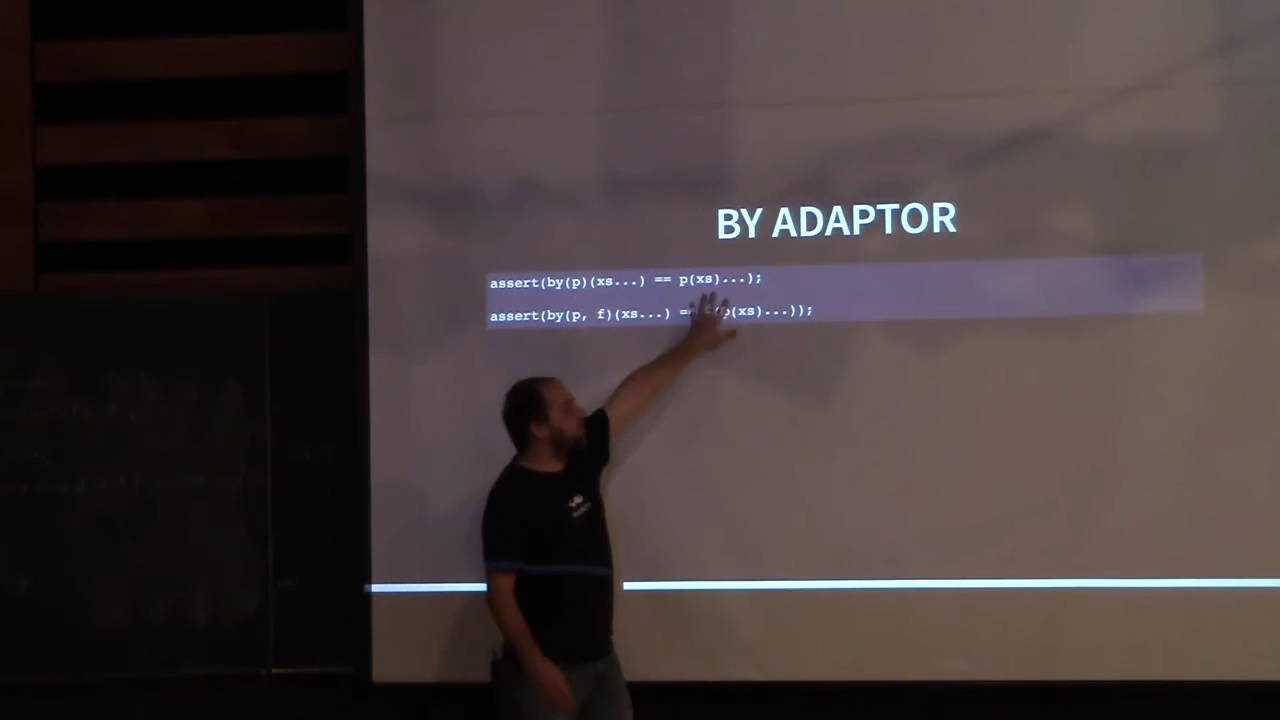 BY ADAPTOR
assert(by(p)(xs...) == p(xs)...);
assert(by(p, f)(xs...) == f(p(xs)...));